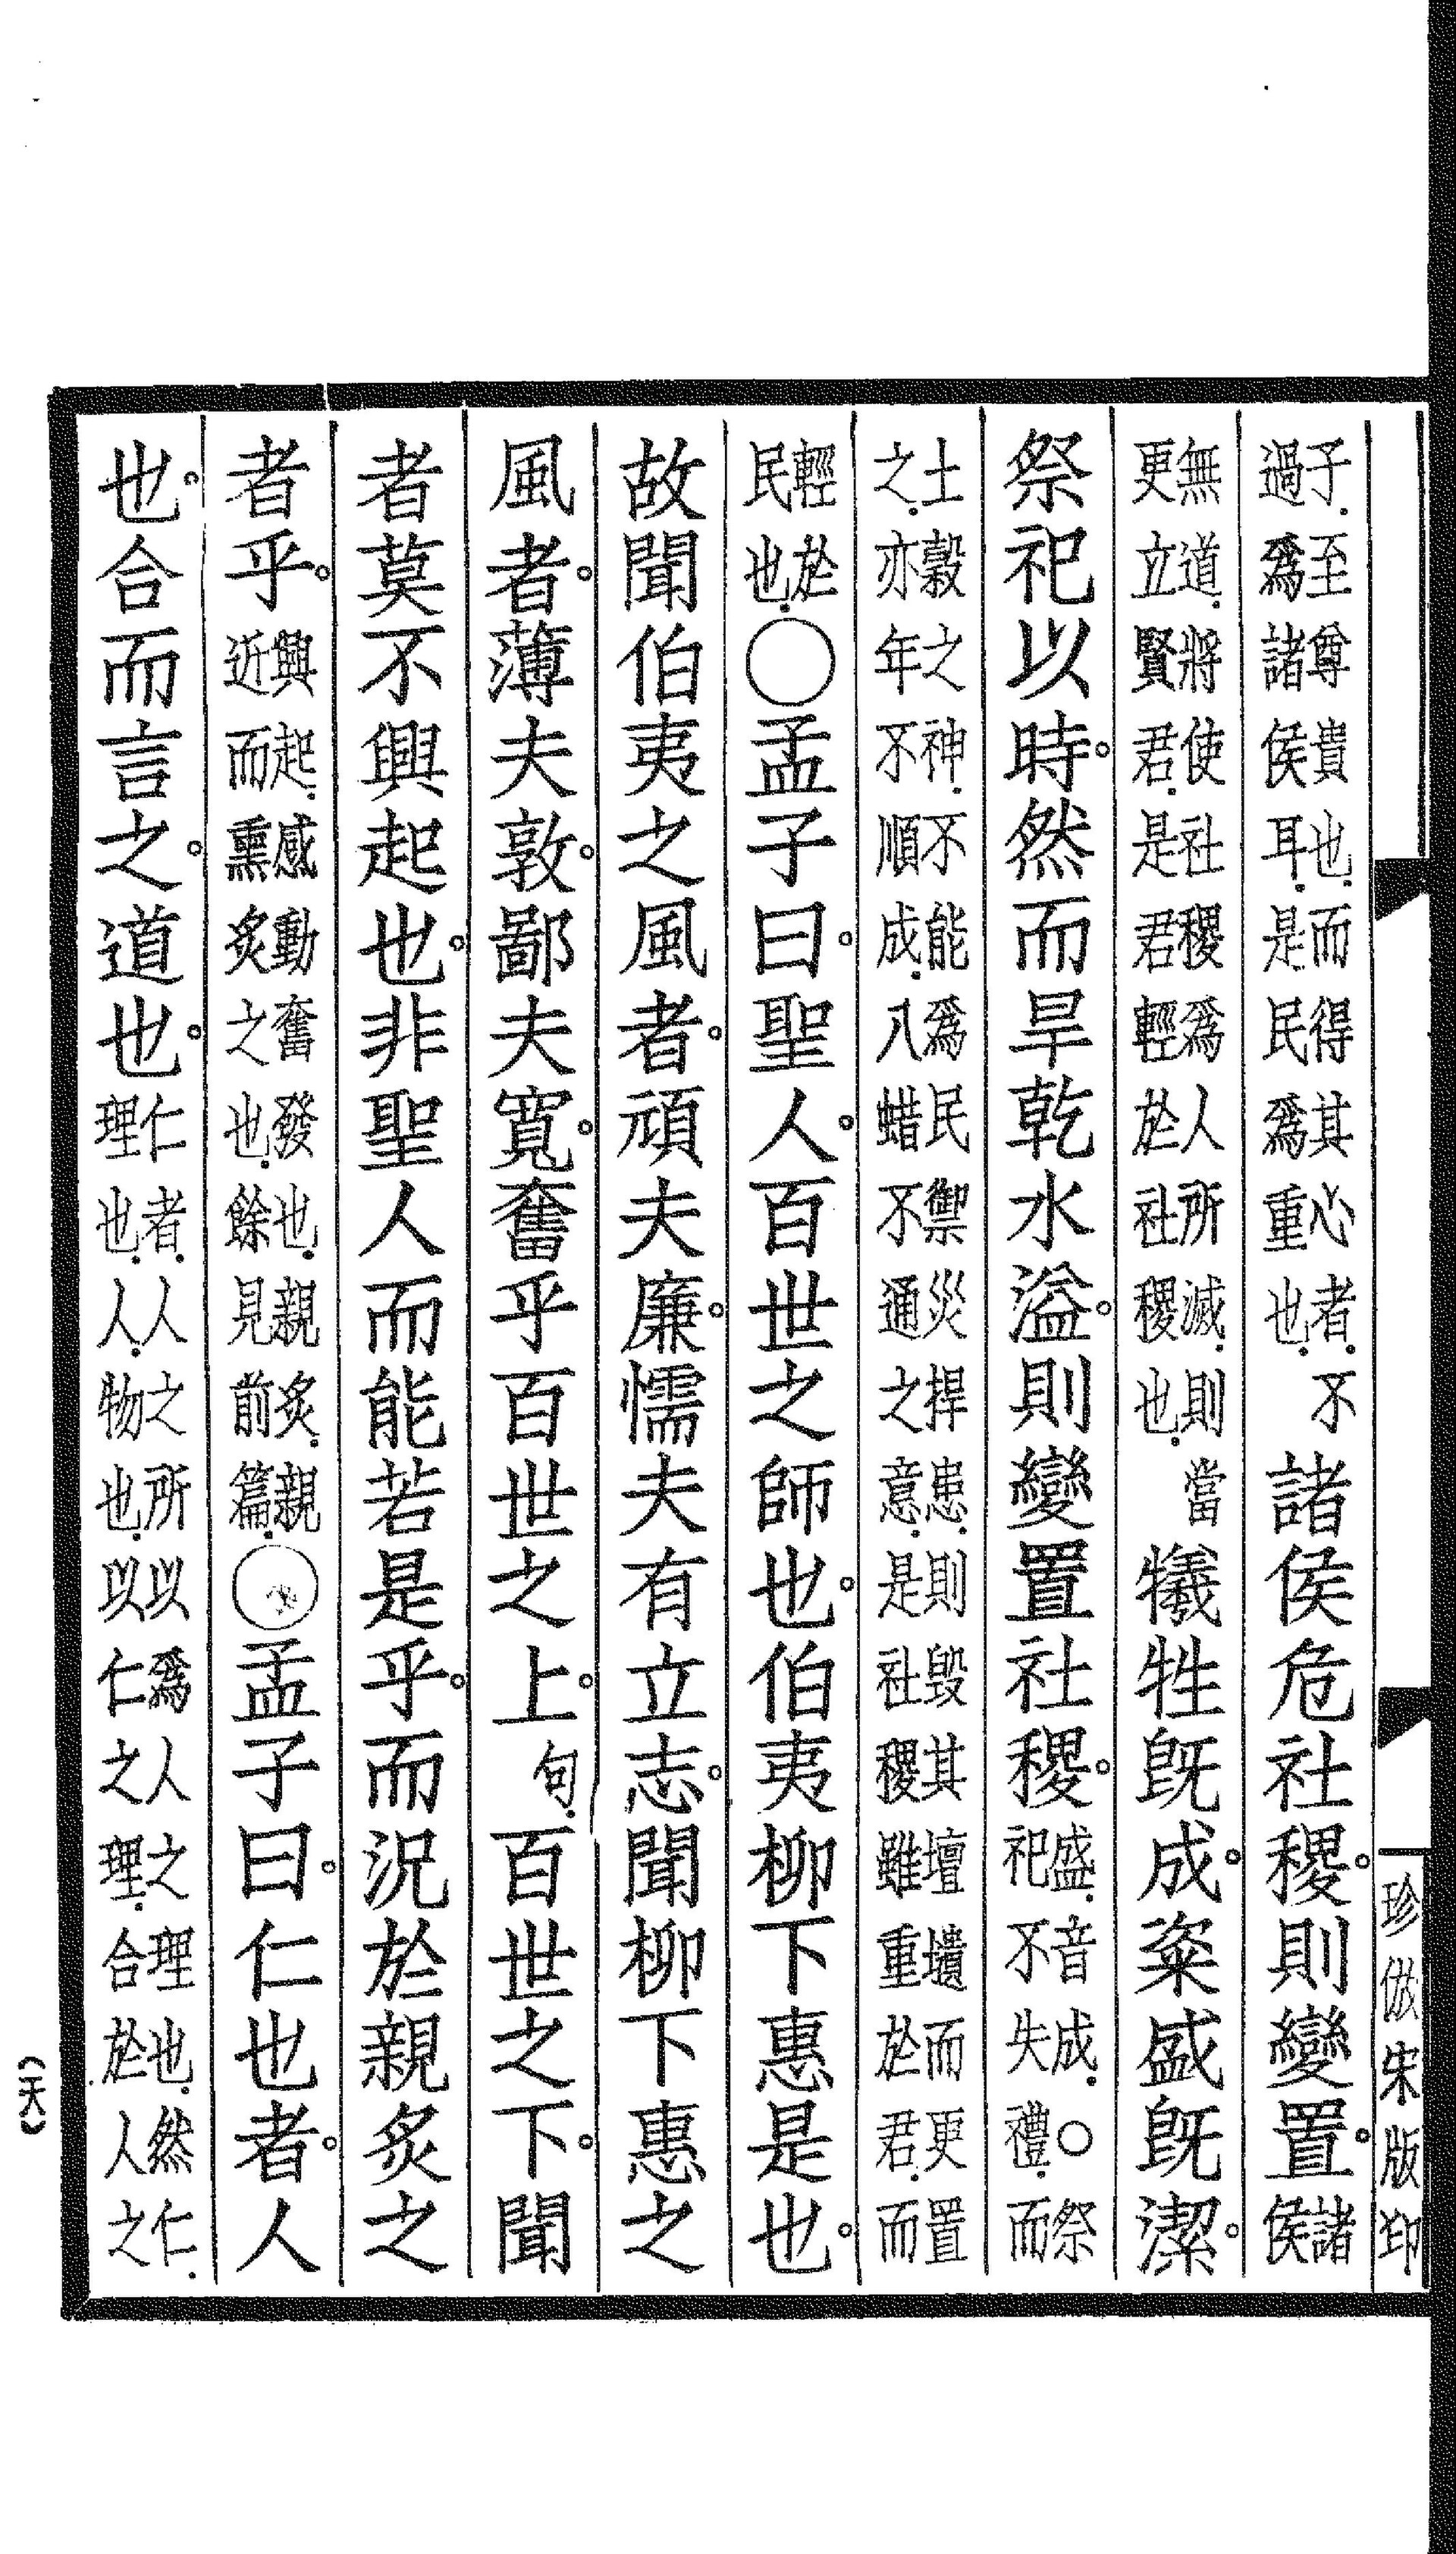 珍倣宋版印
子.至尊貴也.而得其心者.不
過爲諸侯耳.是民爲重也.
諸侯危社稷。則變置。
諸
侯
無道.將使社稷爲人所滅.則當
更立賢君.是君輕於社稷也.
犧牲旣成。粢盛旣潔。
祭祀以時。然而旱乾水溢。則變置社稷。
盛.音成.○祭
祀不失禮.而
土穀之神.不能爲民禦災捍患.則毀其壇壝而更置
之.亦年不順成.八蜡不通之意.是社稷雖重於君.而
輕於
民也.
○孟子曰。聖人。百世之師也。伯夷柳下惠是也。
故聞伯夷之風者。頑夫廉。懦夫有立志。聞柳下惠之
風者。薄夫敦。鄙夫寬。奮乎百世之上。句.百世之下。聞
者莫不興起也。非聖人而能若是乎。而況於親炙之
者乎。
興起.感動奮發也.親炙.親
近而熏炙之也.餘見前篇.
○孟子曰。仁也者。人
也。合而言之。道也。
仁者.人之所以爲人之理也.然仁.
理也.人.物也.以仁之理.合於人之
（天）